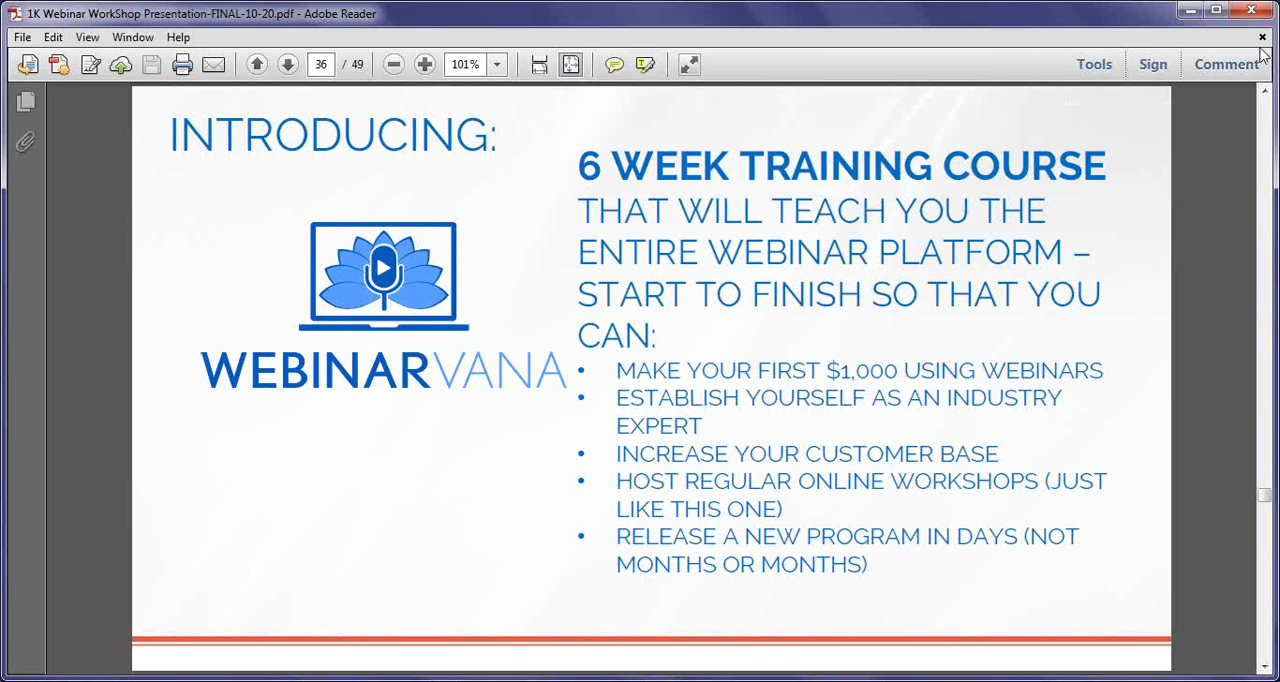 1K Webinar WorkShop Presentation-FINAL-10-20.pdf - Adobe Reader
File Edit View Window Help
36 / 49 101% Tools Sign Comment
INTRODUCING:
WEBINARVANA
6 WEEK TRAINING COURSE
THAT WILL TEACH YOU THE
ENTIRE WEBINAR PLATFORM –
START TO FINISH SO THAT YOU
CAN:
• MAKE YOUR FIRST $1,000 USING WEBINARS
• ESTABLISH YOURSELF AS AN INDUSTRY
EXPERT
• INCREASE YOUR CUSTOMER BASE
• HOST REGULAR ONLINE WORKSHOPS (JUST
LIKE THIS ONE)
• RELEASE A NEW PROGRAM IN DAYS (NOT
MONTHS OR MONTHS)